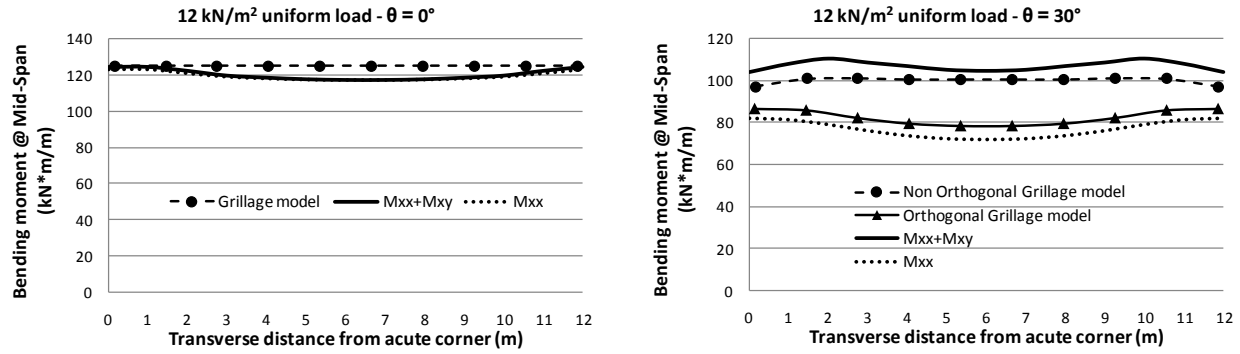 12 kN/m² uniform load - θ = 0°
Bending moment @ Mid-Span
(kN*m/m)
140
120
100
80
60
40
20
0
Grillage model
Mxx+Mxy
Mxx
0 1 2 3 4 5 6 7 8 9 10 11 12
Transverse distance from acute corner (m)
12 kN/m² uniform load - θ = 30°
Bending moment @ Mid-Span
(kN*m/m)
120
100
80
60
40
20
0
Non Orthogonal Grillage model
Orthogonal Grillage model
Mxx+Mxy
Mxx
0 1 2 3 4 5 6 7 8 9 10 11 12
Transverse distance from acute corner (m)